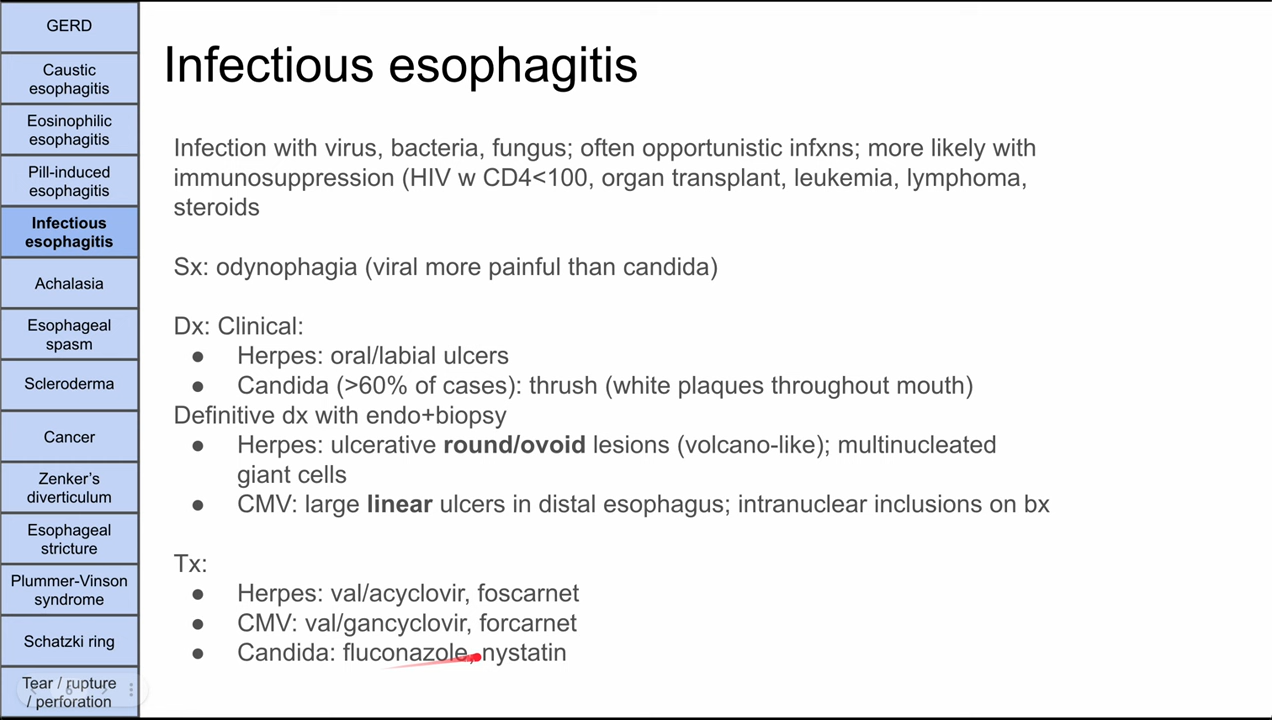 GERD
Caustic
esophagitis
Eosinophilic
esophagitis
Pill-induced
esophagitis
Infectious
esophagitis
Achalasia
Esophageal
spasm
Scleroderma
Cancer
Zenker's
diverticulum
Esophageal
stricture
Plummer-Vinson
syndrome
Schatzki ring
Tear / rupture
/ perforation
6
Infectious esophagitis
Infection with virus, bacteria, fungus; often opportunistic infxns; more likely with
immunosuppression (HIV w CD4<100, organ transplant, leukemia, lymphoma,
steroids
Sx: odynophagia (viral more painful than candida)
Dx: Clinical:
● Herpes: oral/labial ulcers
● Candida (>60% of cases): thrush (white plaques throughout mouth)
Definitive dx with endo+biopsy
● Herpes: ulcerative round/ovoid lesions (volcano-like); multinucleated
giant cells
● CMV: large linear ulcers in distal esophagus; intranuclear inclusions on bx
Tx:
● Herpes: val/acyclovir, foscarnet
● CMV: val/gancyclovir, forcarnet
● Candida: fluconazole, nystatin